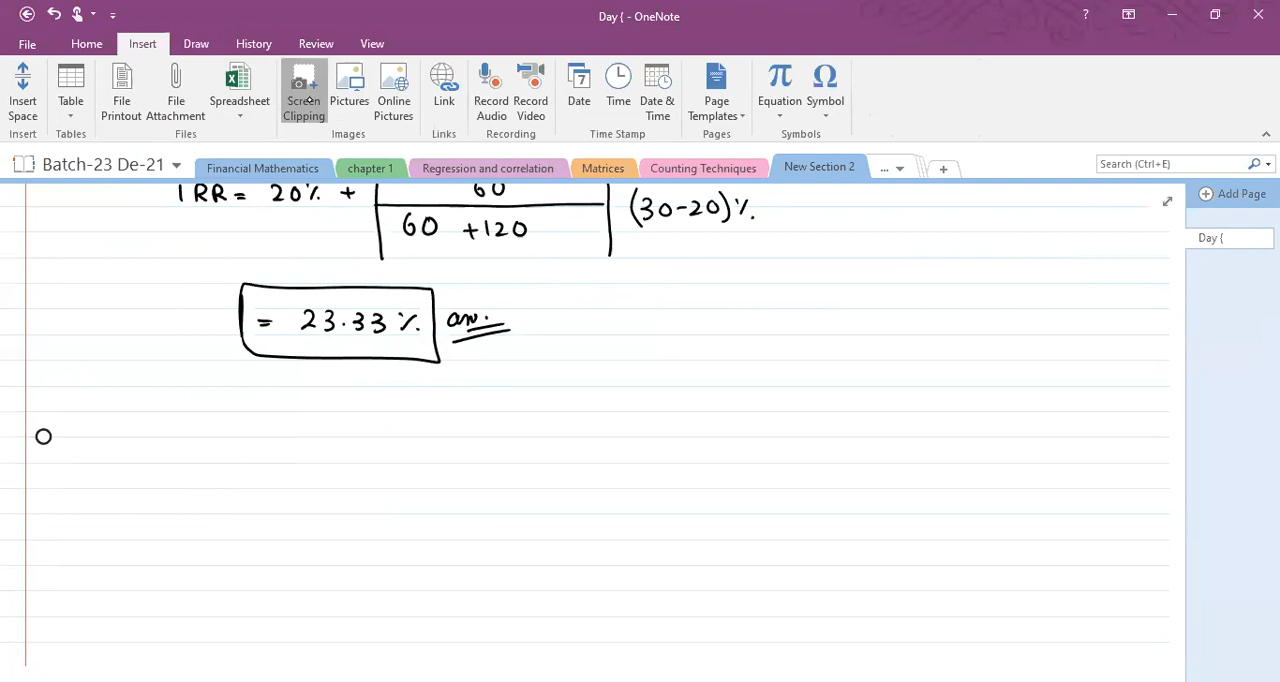 Day { - OneNote
?
File
Home
Insert
Draw
History
Review
View
Insert Space
Table
File Printout
File Attachment
Spreadsheet
Screen Clipping
Pictures
Online Pictures
Link
Record Audio
Record Video
Date
Time
Date & Time
Page Templates
Equation
Symbol
Insert
Tables
Files
Images
Links
Recording
Time Stamp
Pages
Symbols
Batch-23 De-21
Financial Mathematics
chapter 1
Regression and correlation
Matrices
Counting Techniques
New Section 2
...
Search (Ctrl+E)
Add Page
Day {
IRR = 20% + 60
60 + 120
(30-20)%.
= 23.33 %.
ans.